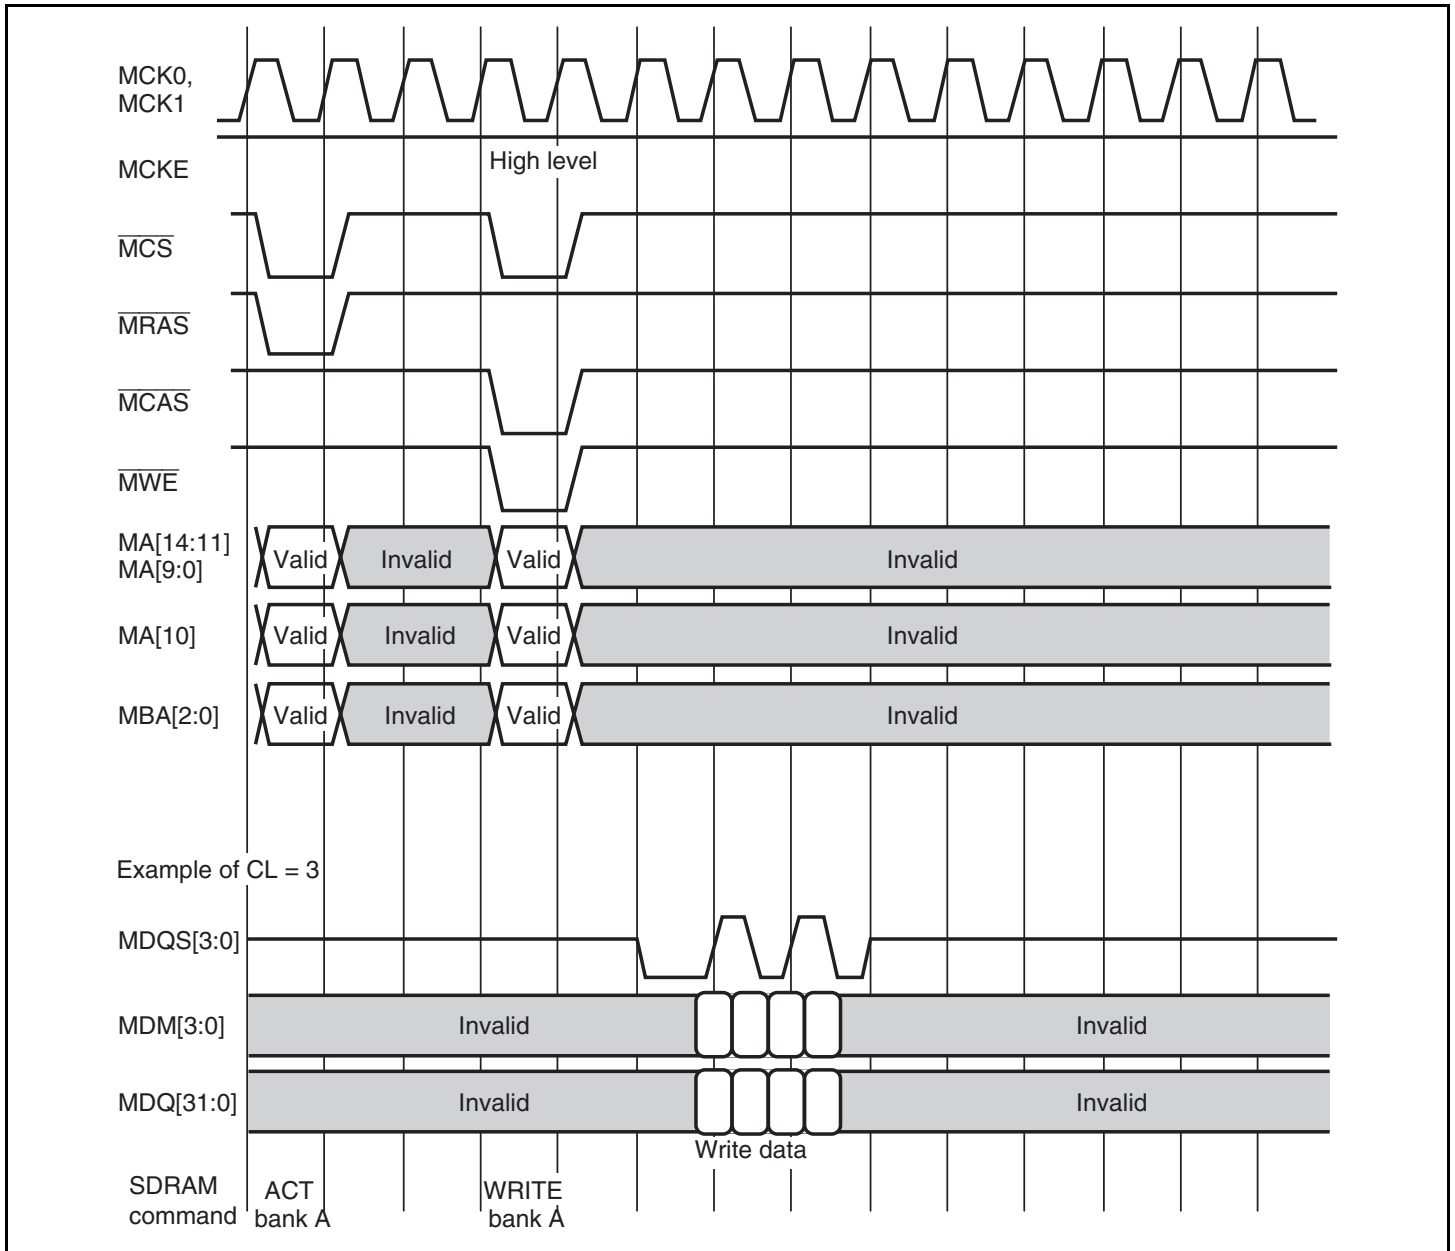 MCK0,
MCK1
MCKE
High level
MCS
MRAS
MCAS
MWE
MA[14:11]
MA[9:0]
Valid Invalid Valid Invalid
MA[10] Valid Invalid Valid Invalid
MBA[2:0] Valid Invalid Valid Invalid
Example of CL = 3
MDQS[3:0]
MDM[3:0] Invalid Invalid
MDQ[31:0] Invalid Invalid
Write data
SDRAM ACT WRITE
command bank A bank A